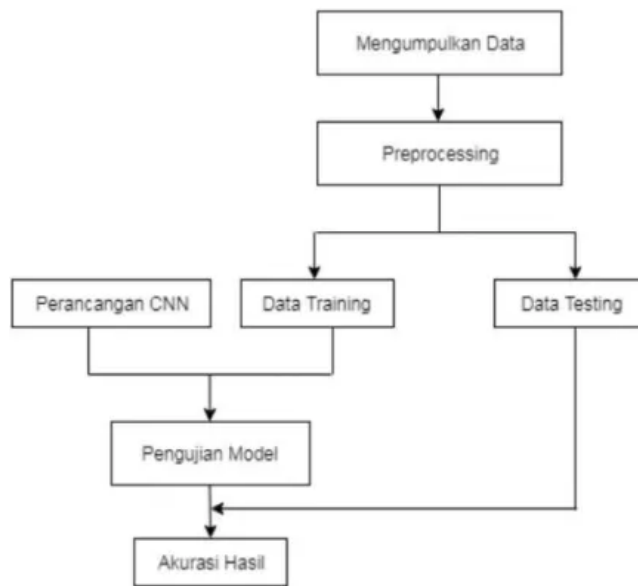 Mengumpulkan Data
Preprocessing
Perancangan CNN
Data Training
Data Testing
Pengujian Model
Akurasi Hasil